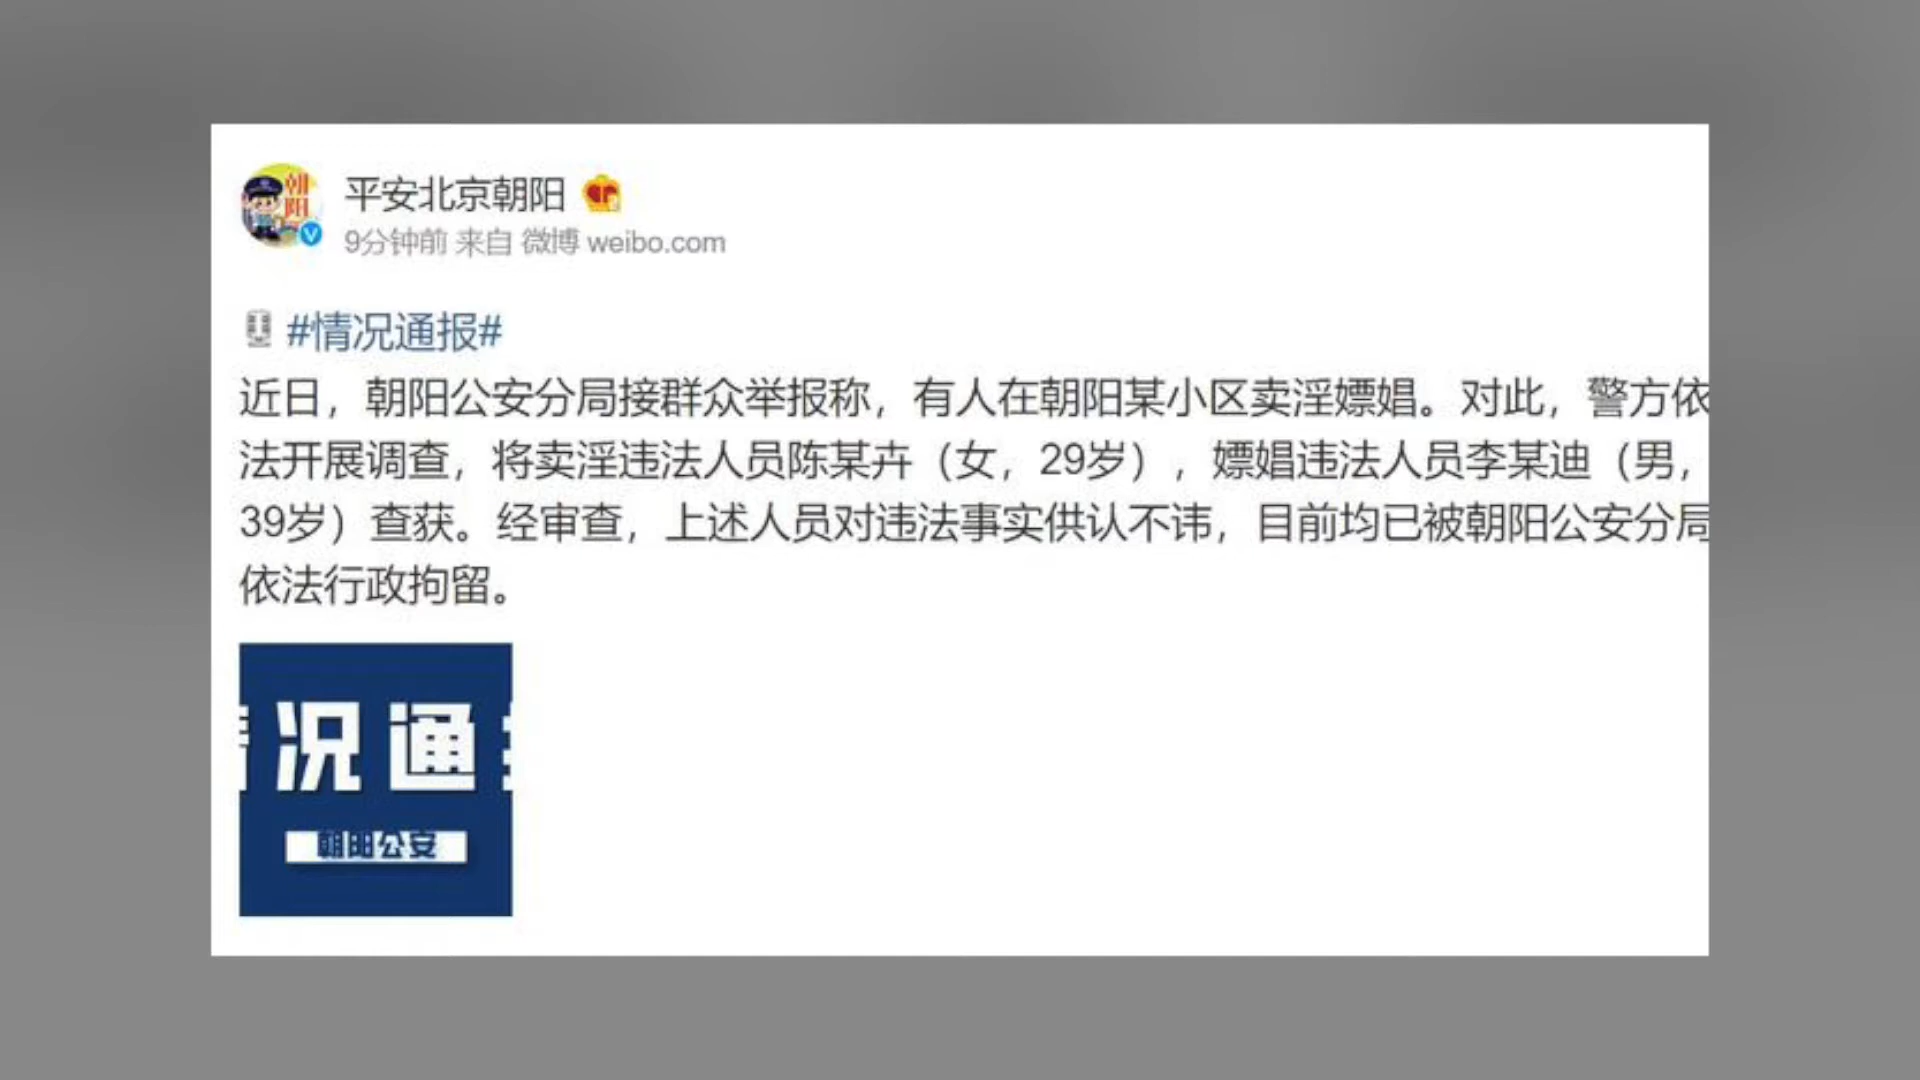 朝
阳
平安北京朝阳
9分钟前 来自 微博 weibo.com
#情况通报#
近日，朝阳公安分局接群众举报称，有人在朝阳某小区卖淫嫖娼。对此，警方依
法开展调查，将卖淫违法人员陈某卉（女，29岁），嫖娼违法人员李某迪（男，
39岁）查获。经审查，上述人员对违法事实供认不讳，目前均已被朝阳公安分局
依法行政拘留。
况通
朝阳公安